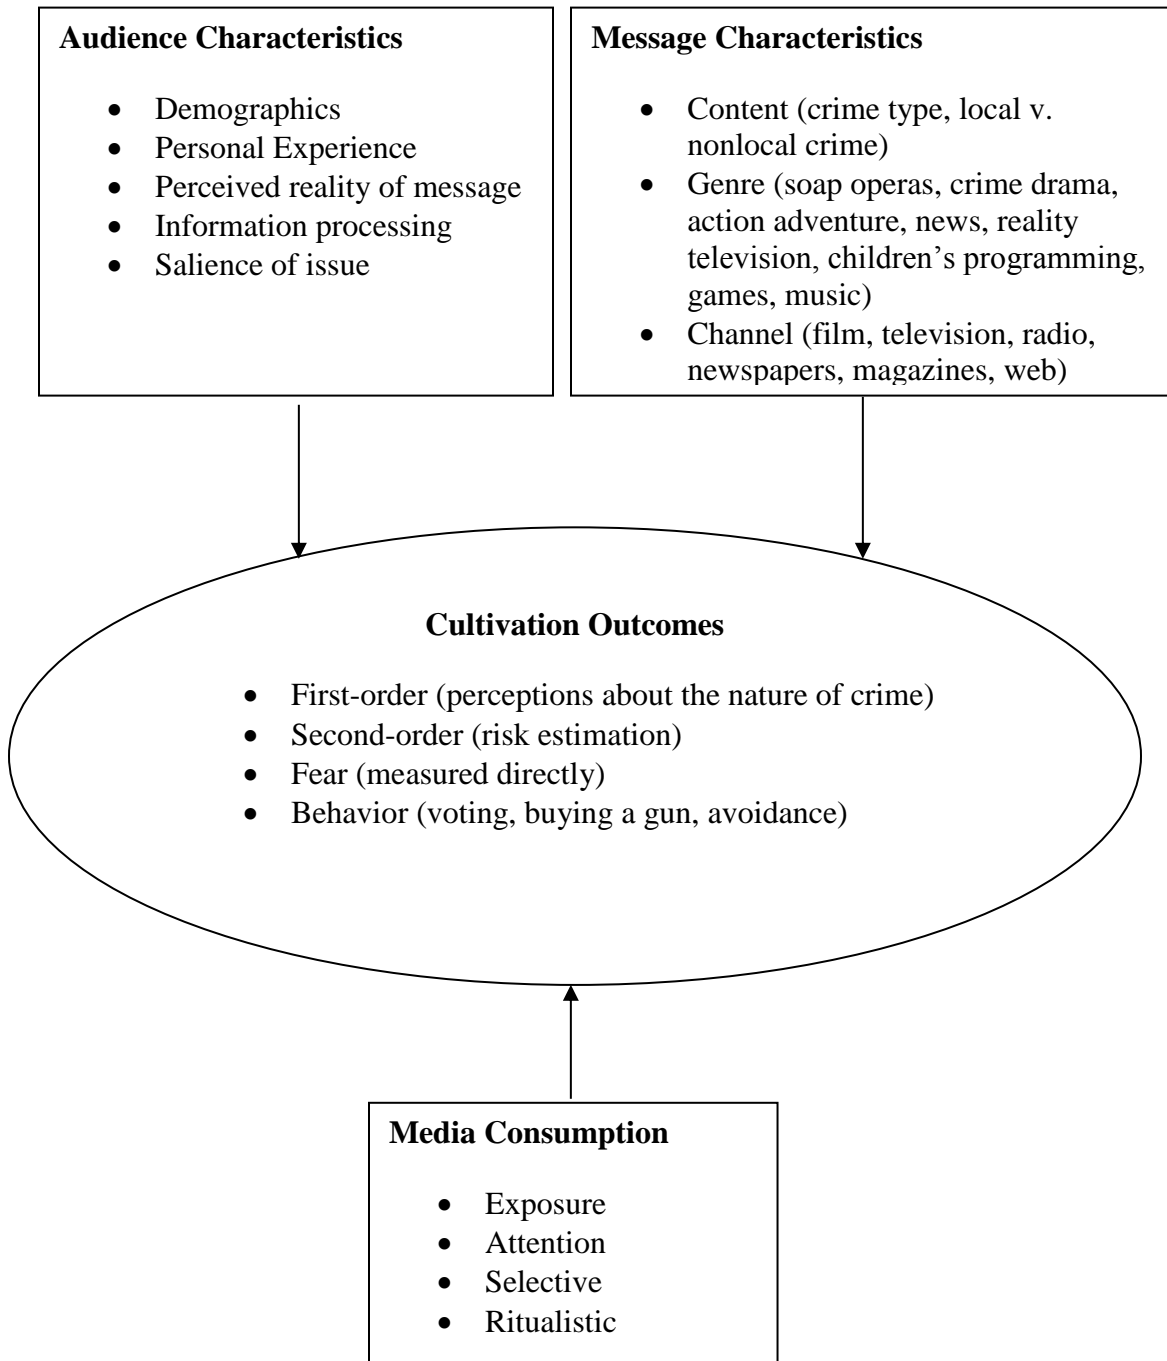 Audience Characteristics
• Demographics
• Personal Experience
• Perceived reality of message
• Information processing
• Salience of issue
Message Characteristics
• Content (crime type, local v.
nonlocal crime)
• Genre (soap operas, crime drama,
action adventure, news, reality
television, children’s programming,
games, music)
• Channel (film, television, radio,
newspapers, magazines, web)
Cultivation Outcomes
• First-order (perceptions about the nature of crime)
• Second-order (risk estimation)
• Fear (measured directly)
• Behavior (voting, buying a gun, avoidance)
Media Consumption
• Exposure
• Attention
• Selective
• Ritualistic